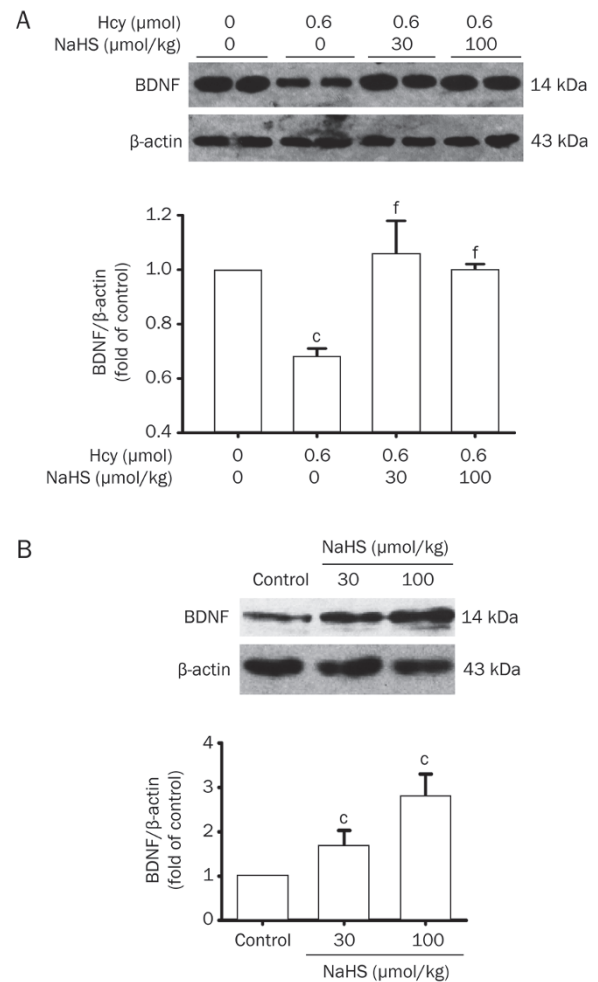 A
Hcy (μmol) 0 0.6 0.6 0.6
NaHS (μmol/kg) 0 0 30 100
BDNF 14 kDa
β-actin 43 kDa
BDNF/β-actin
(fold of control)
1.2
1.0
0.8
0.6
0.4
c
f
f
Hcy (μmol) 0 0.6 0.6 0.6
NaHS (μmol/kg) 0 0 30 100
B
NaHS (μmol/kg)
Control 30 100
BDNF 14 kDa
β-actin 43 kDa
BDNF/β-actin
(fold of control)
4
3
2
1
0
c
c
Control 30 100
NaHS (μmol/kg)